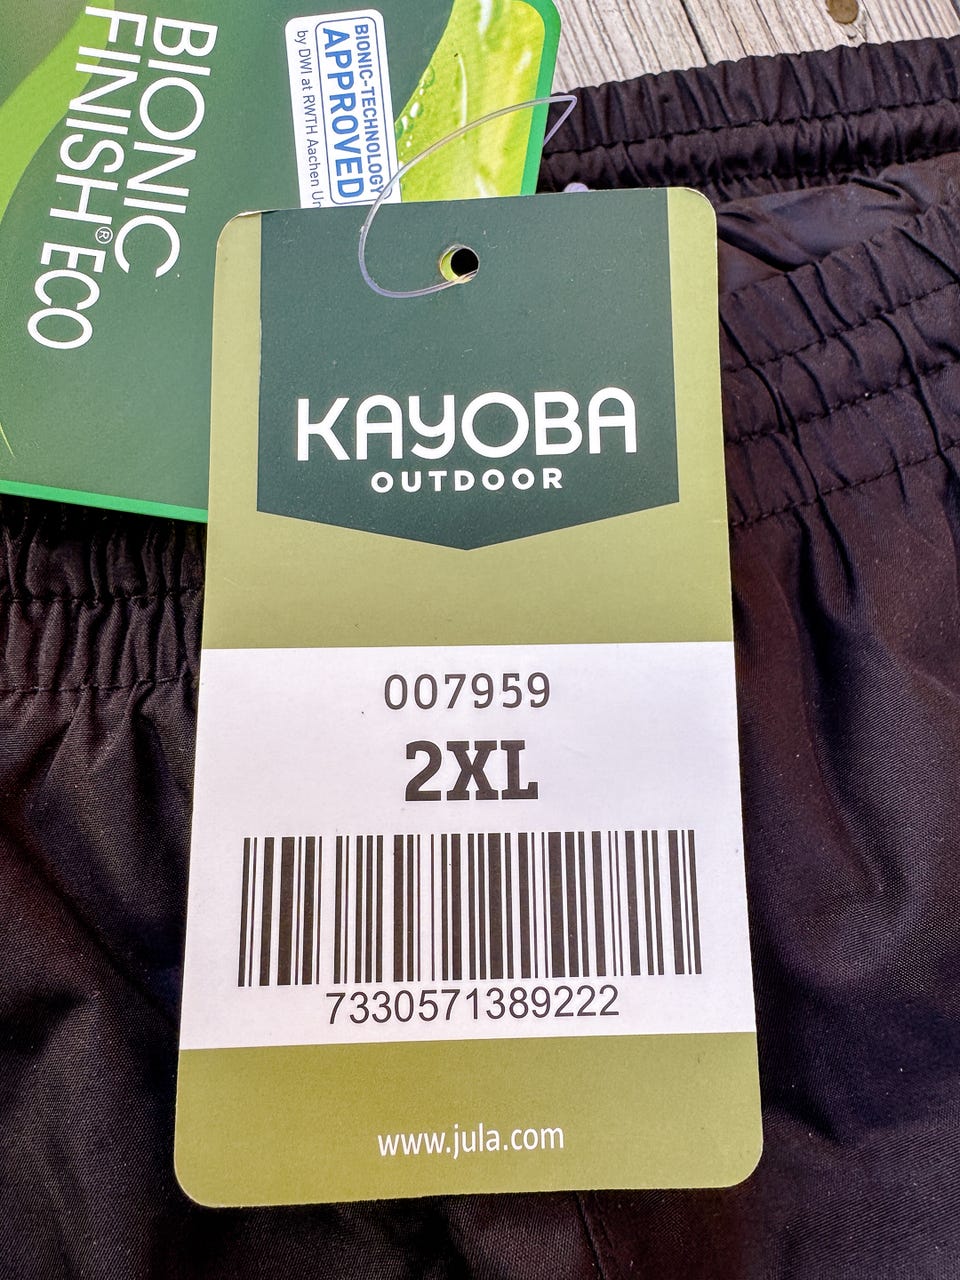 BIONIC
FINISH® ECO
BIONIC-TECHNOLOGY
APPROVED
by DWI at RWTH Aachen
KAYOBA
OUTDOOR
007959
2XL
7330571389222
www.jula.com